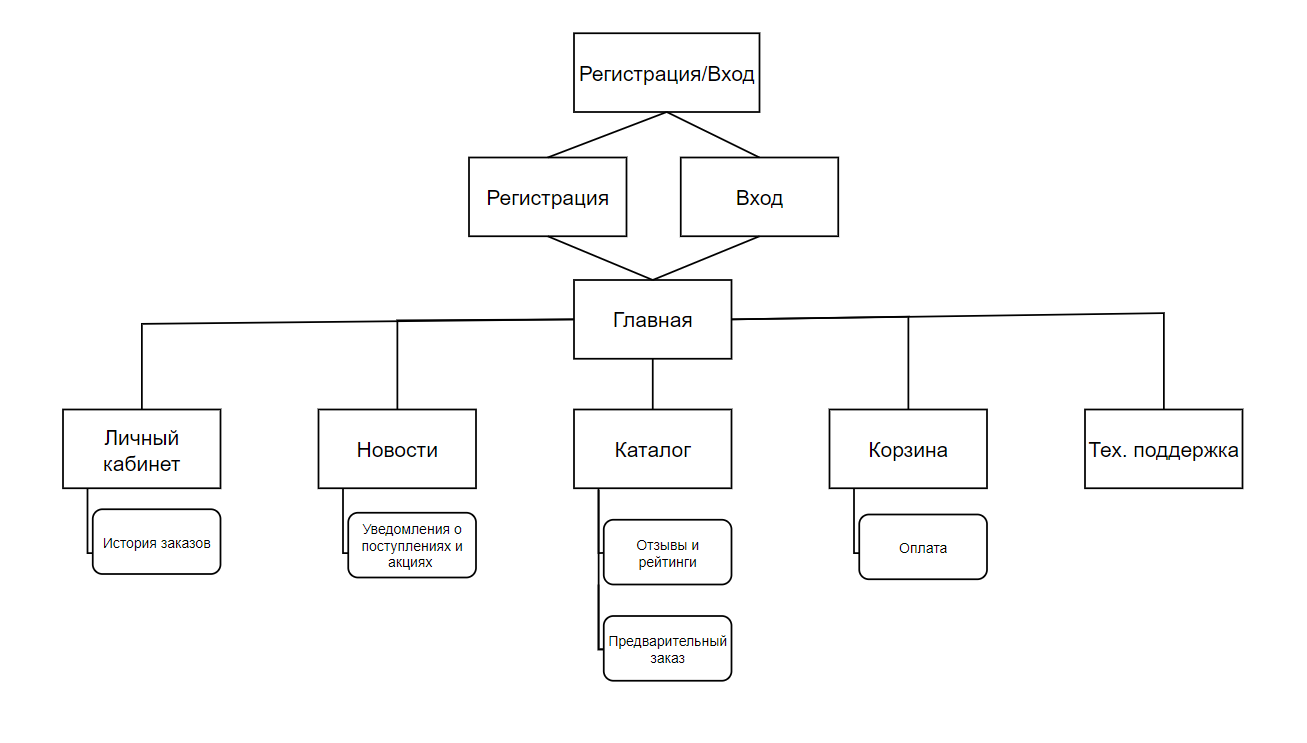 Регистрация/Вход
Регистрация
Вход
Главная
Личный
кабинет
Новости
Каталог
Корзина
Тех. поддержка
История заказов
Уведомления о
поступлениях и
акциях
Отзывы и
рейтинги
Оплата
Предварительный
заказ